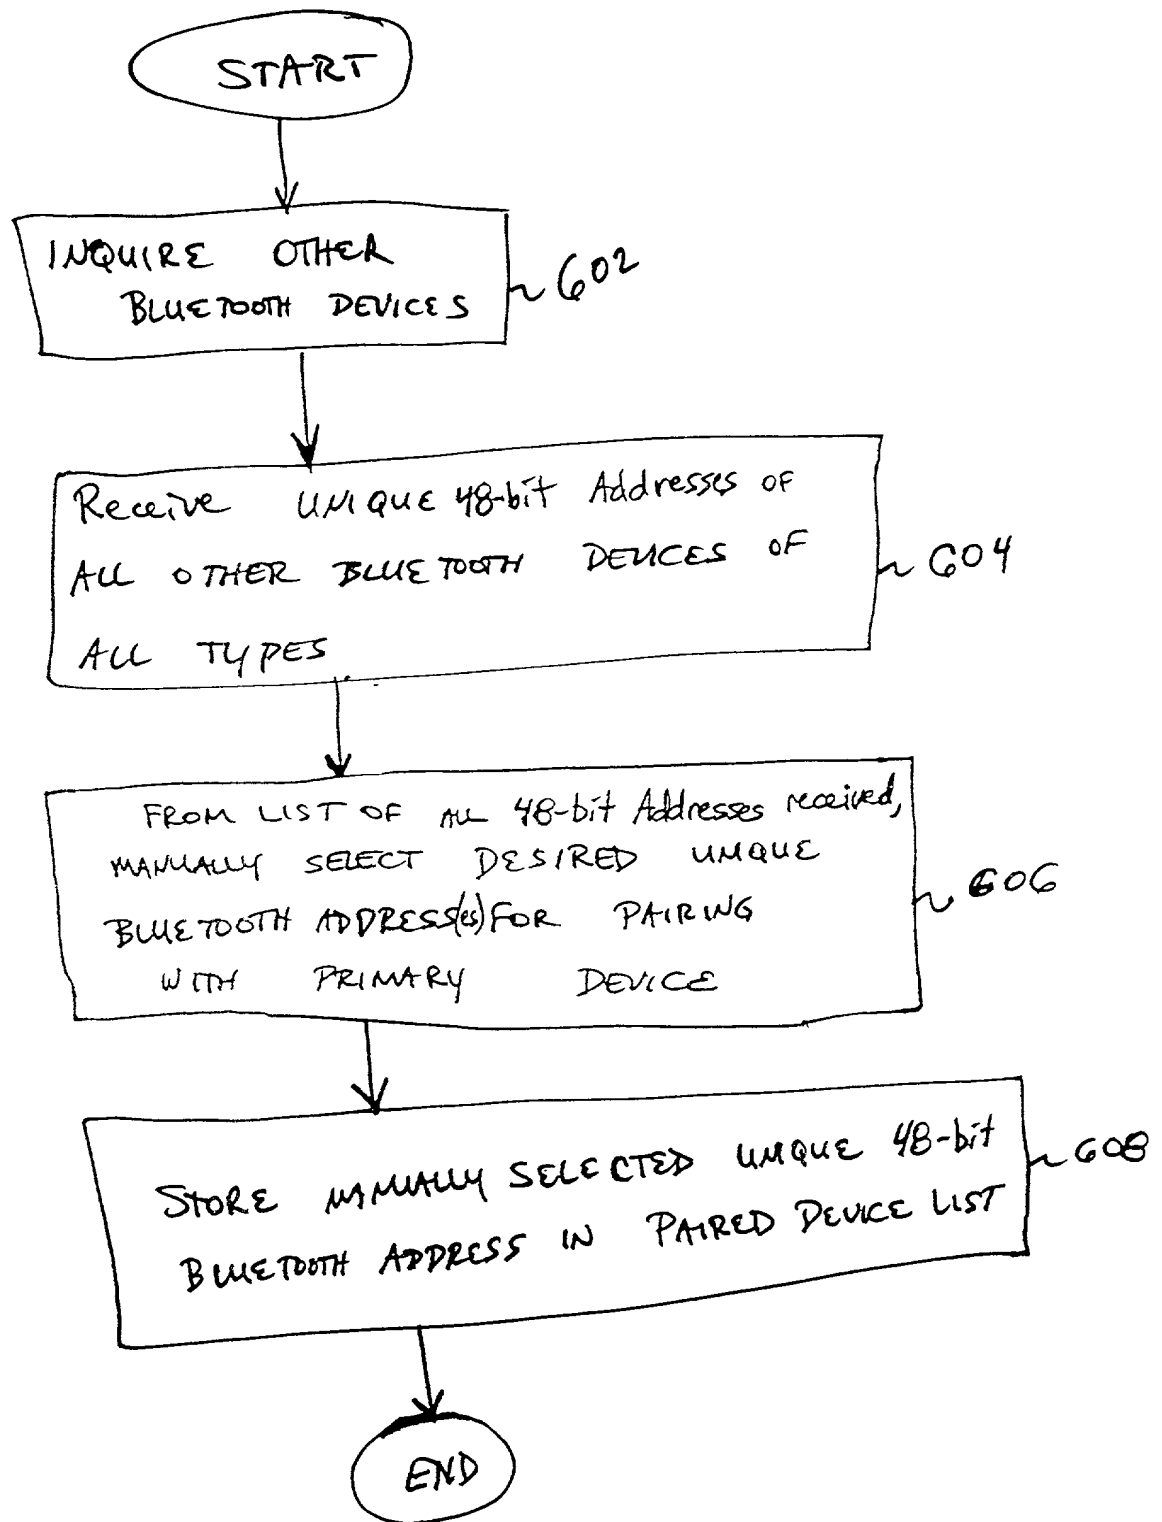 START
INQUIRE OTHER
BLUETOOTH DEVICES
602
Receive UNIQUE 48-bit Addresses OF
ALL OTHER BLUETOOTH DEVICES OF
ALL TYPES
604
FROM LIST OF ALL 48-bit Addresses received,
MANUALLY SELECT DESIRED UNIQUE
BLUETOOTH ADDRESS(es) FOR PAIRING
WITH PRIMARY DEVICE
606
STORE MANUALLY SELECTED UNIQUE 48-bit
BLUETOOTH ADDRESS IN PAIRED DEVICE LIST
608
END